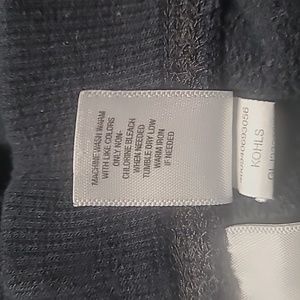 MACHINE WASH WARM
WITH LIKE COLORS
ONLY NON-
CHLORINE BLEACH
WHEN NEEDED
TUMBLE DRY LOW
WARM IRON
IF NEEDED
KOHLS